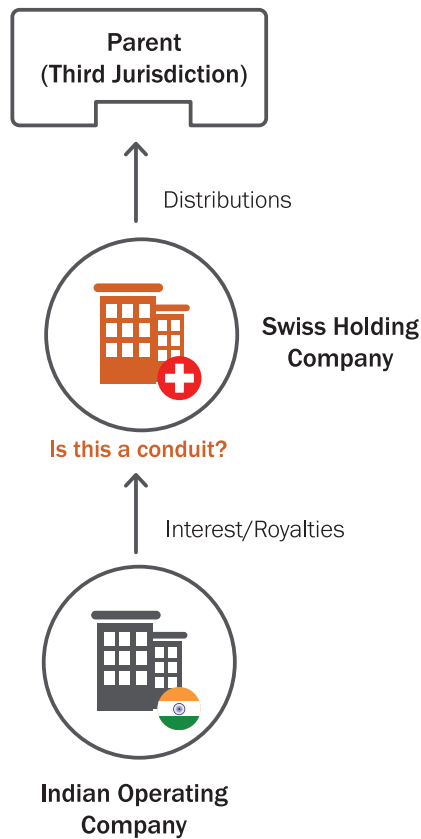 Parent
(Third Jurisdiction)
Distributions
Swiss Holding
Company
Is this a conduit?
Interest/Royalties
Indian Operating
Company